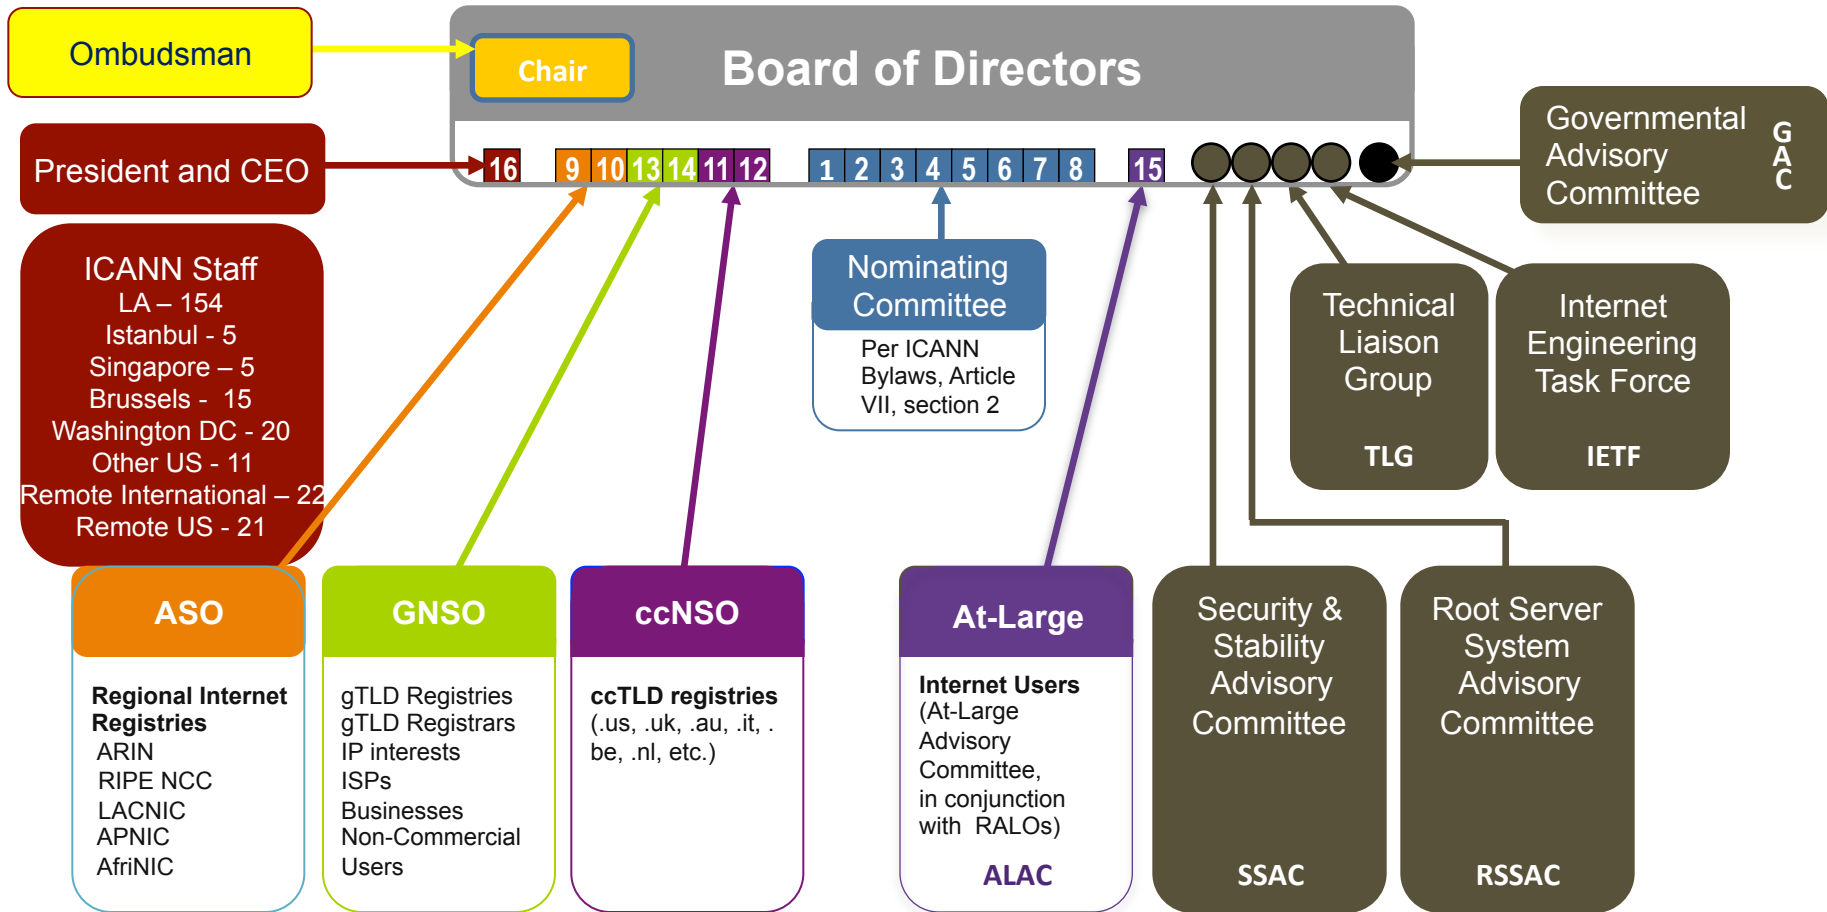 Ombudsman
Chair
Board of Directors
President and CEO
16
9 10 13 14 11 12
1 2 3 4 5 6 7 8
15
Governmental
Advisory
Committee
GAC
ICANN Staff
LA – 154
Istanbul - 5
Singapore – 5
Brussels - 15
Washington DC - 20
Other US - 11
Remote International – 22
Remote US - 21
Nominating
Committee
Per ICANN
Bylaws, Article
VII, section 2
Technical
Liaison
Group
TLG
Internet
Engineering
Task Force
IETF
ASO
Regional Internet
Registries
ARIN
RIPE NCC
LACNIC
APNIC
AfriNIC
GNSO
gTLD Registries
gTLD Registrars
IP interests
ISPs
Businesses
Non-Commercial
Users
ccNSO
ccTLD registries
(.us, .uk, .au, .it, .
be, .nl, etc.)
At-Large
Internet Users
(At-Large
Advisory
Committee,
in conjunction
with RALOs)
ALAC
Security &
Stability
Advisory
Committee
SSAC
Root Server
System
Advisory
Committee
RSSAC